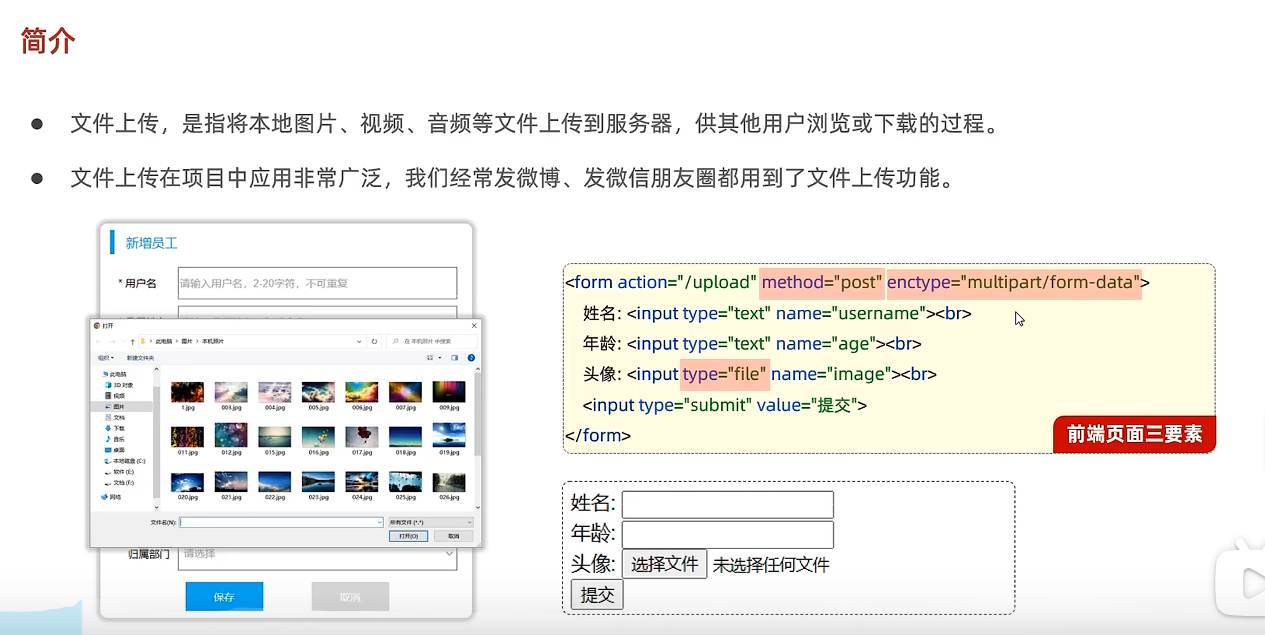 简介
● 文件上传，是指将本地图片、视频、音频等文件上传到服务器，供其他用户浏览或下载的过程。
● 文件上传在项目中应用非常广泛，我们经常发微博、发微信朋友圈都用到了文件上传功能。
新增员工
* 用户名
请输入用户名，2-20字符，不可重复
打开
此电脑 › 图片 › 本机照片
在 本机照片 中搜索
组织 新建文件夹
此电脑
3D 对象
视频
图片
文档
下载
音乐
桌面
本地磁盘 (C:)
软件 (E:)
文档 (F:)
网络
1.jpg 003.jpg 004.jpg 005.jpg 006.jpg 007.jpg 009.jpg
011.jpg 012.jpg 015.jpg 016.jpg 017.jpg 018.jpg 019.jpg
020.jpg 021.jpg 022.jpg 023.jpg 024.jpg 025.jpg 026.jpg
文件名(N):
所有文件 (*.*)
打开(O) 取消
归属部门 请选择
保存 取消
<form action="/upload" method="post" enctype="multipart/form-data">
姓名: <input type="text" name="username"><br>
年龄: <input type="text" name="age"><br>
头像: <input type="file" name="image"><br>
<input type="submit" value="提交">
</form>
前端页面三要素
姓名:
年龄:
头像: 选择文件 未选择任何文件
提交